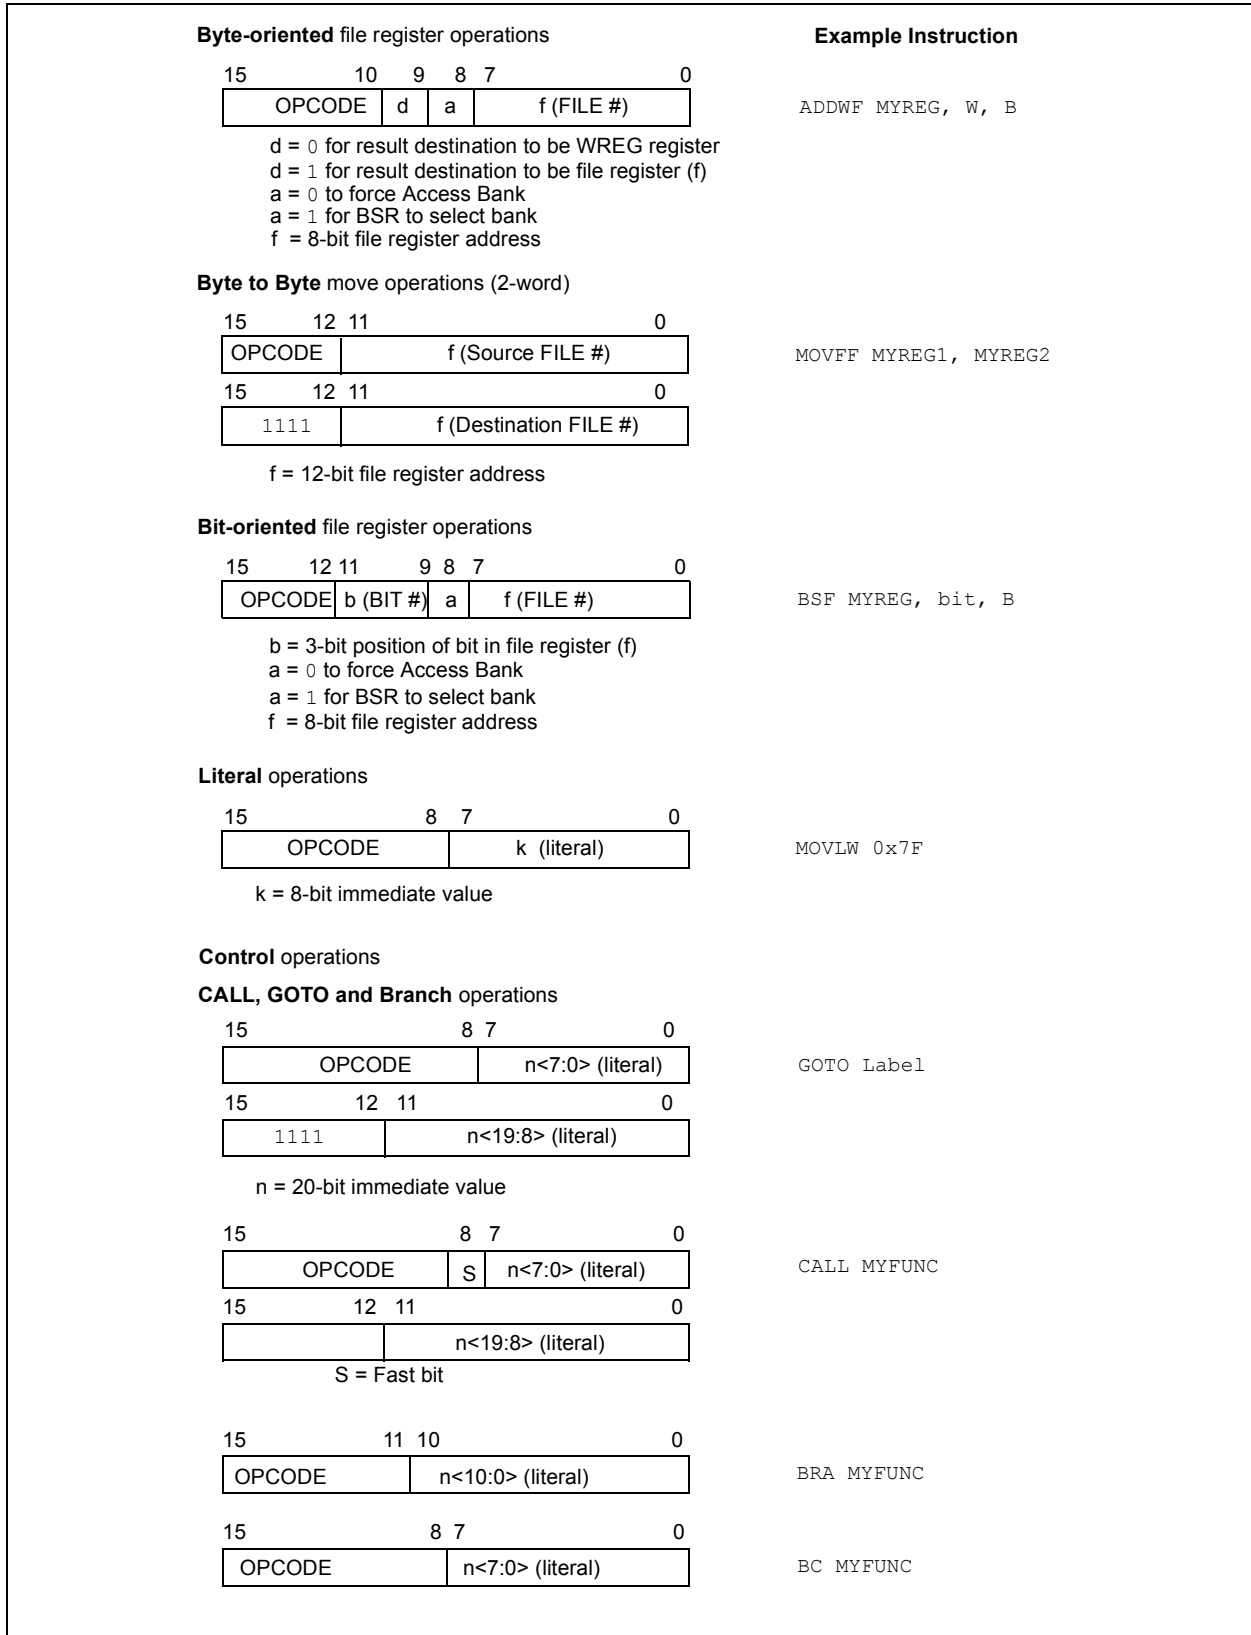 Byte-oriented file register operations
Example Instruction
15 10 9 8 7 0
OPCODE d a f (FILE #)
ADDWF MYREG, W, B
d = 0 for result destination to be WREG register
d = 1 for result destination to be file register (f)
a = 0 to force Access Bank
a = 1 for BSR to select bank
f = 8-bit file register address
Byte to Byte move operations (2-word)
15 12 11 0
OPCODE f (Source FILE #)
MOVFF MYREG1, MYREG2
15 12 11 0
1111 f (Destination FILE #)
f = 12-bit file register address
Bit-oriented file register operations
15 12 11 9 8 7 0
OPCODE b (BIT #) a f (FILE #)
BSF MYREG, bit, B
b = 3-bit position of bit in file register (f)
a = 0 to force Access Bank
a = 1 for BSR to select bank
f = 8-bit file register address
Literal operations
15 8 7 0
OPCODE k (literal)
MOVLW 0x7F
k = 8-bit immediate value
Control operations
CALL, GOTO and Branch operations
15 8 7 0
OPCODE n<7:0> (literal)
GOTO Label
15 12 11 0
1111 n<19:8> (literal)
n = 20-bit immediate value
15 8 7 0
OPCODE S n<7:0> (literal)
CALL MYFUNC
15 12 11 0
n<19:8> (literal)
S = Fast bit
15 11 10 0
OPCODE n<10:0> (literal)
BRA MYFUNC
15 8 7 0
OPCODE n<7:0> (literal)
BC MYFUNC